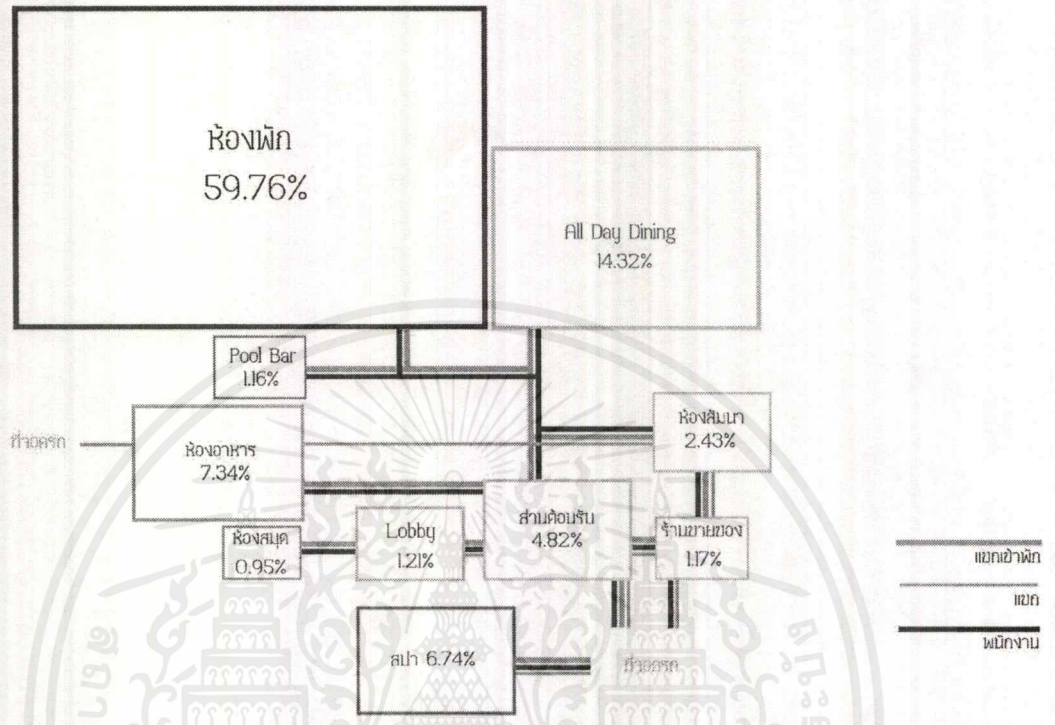 ห้องพัก
59.76%
All Day Dining
14.32%
Pool Bar
1.16%
ห้องสัมนา
2.43%
ที่จอดรถ
ห้องอาหาร
7.34%
ส่วนต้อนรับ
4.82%
ห้องสมุด
0.95%
Lobby
1.21%
ร้านขายของ
1.17%
แขกเข้าพัก
แขก
พนักงาน
สปา 6.74%
ที่จอดรถ